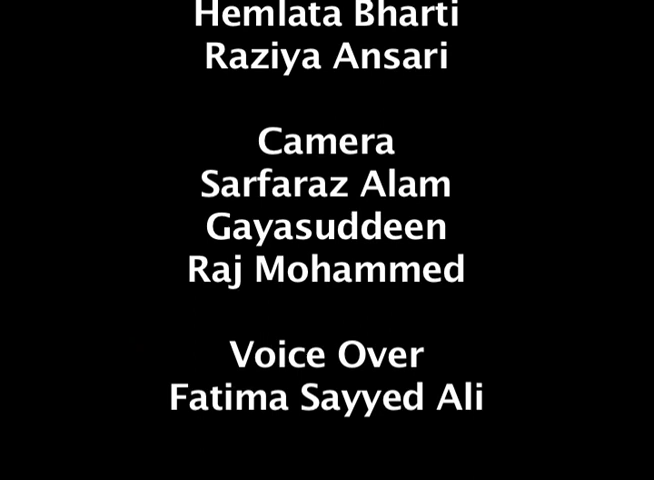 Hemlata Bharti
Raziya Ansari
Camera
Sarfaraz Alam
Gayasuddeen
Raj Mohammed
Voice Over
Fatima Sayyed Ali